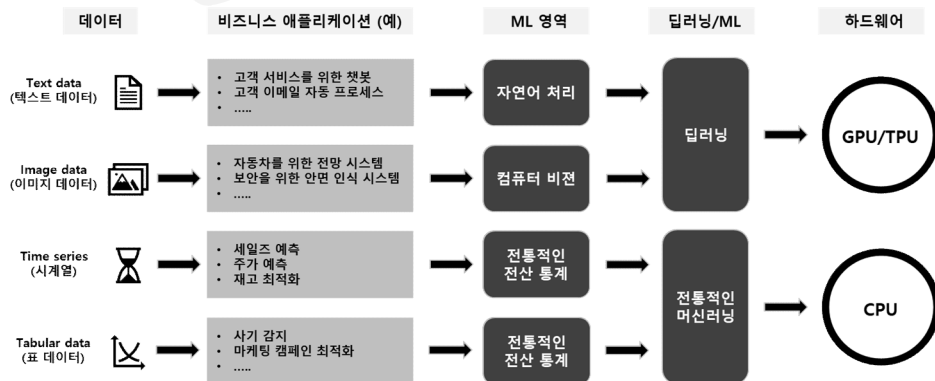 데이터
비즈니스 애플리케이션 (예)
ML 영역
딥러닝/ML
하드웨어
Text data
(텍스트 데이터)
• 고객 서비스를 위한 챗봇
• 고객 이메일 자동 프로세스
• .....
자연어 처리
딥러닝
GPU/TPU
Image data
(이미지 데이터)
• 자동차를 위한 전망 시스템
• 보안을 위한 안면 인식 시스템
• .....
컴퓨터 비젼
Time series
(시계열)
• 세일즈 예측
• 주가 예측
• 재고 최적화
전통적인
전산 통계
전통적인
머신러닝
CPU
Tabular data
(표 데이터)
• 사기 감지
• 마케팅 캠페인 최적화
• .....
전통적인
전산 통계